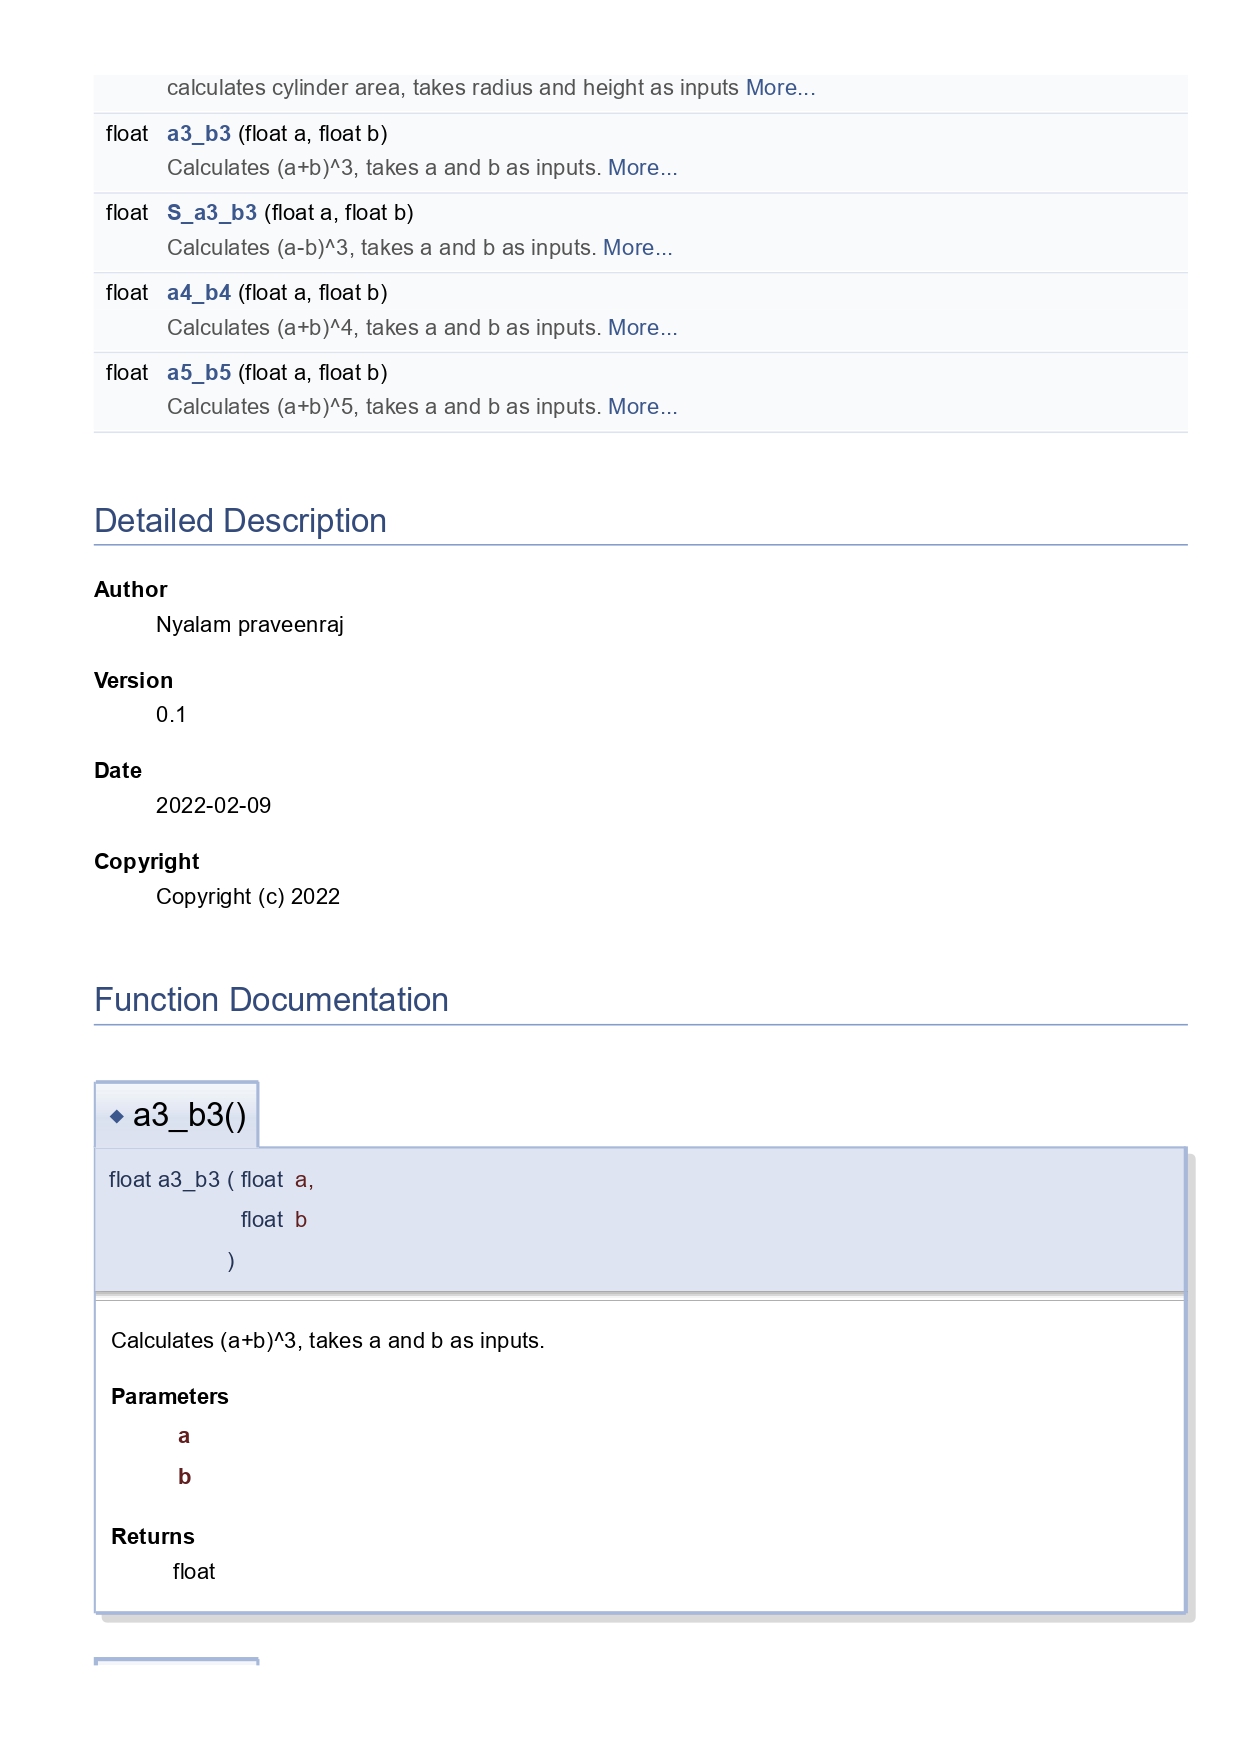 calculates cylinder area, takes radius and height as inputs More...
float a3_b3 (float a, float b)
Calculates (a+b)^3, takes a and b as inputs. More...
float S_a3_b3 (float a, float b)
Calculates (a-b)^3, takes a and b as inputs. More...
float a4_b4 (float a, float b)
Calculates (a+b)^4, takes a and b as inputs. More...
float a5_b5 (float a, float b)
Calculates (a+b)^5, takes a and b as inputs. More...
Detailed Description
Author
Nyalam praveenraj
Version
0.1
Date
2022-02-09
Copyright
Copyright (c) 2022
Function Documentation
◆ a3_b3()
float a3_b3 ( float a,
float b
)
Calculates (a+b)^3, takes a and b as inputs.
Parameters
a
b
Returns
float